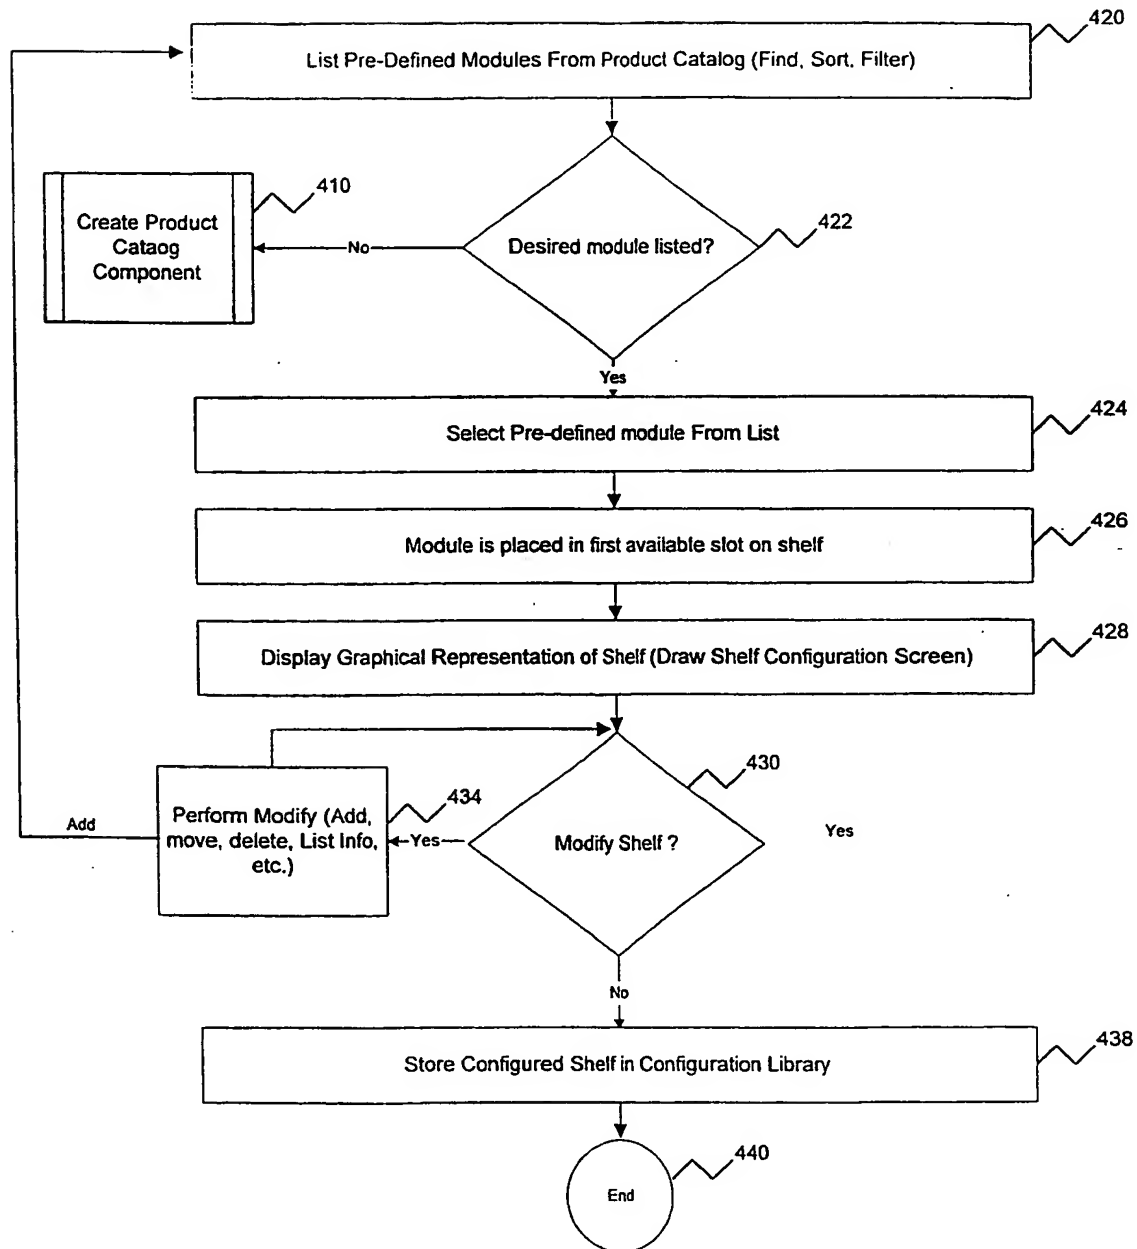 420
List Pre-Defined Modules From Product Catalog (Find, Sort, Filter)
410
Create Product
Cataog
Component
No
Desired module listed?
422
Yes
424
Select Pre-defined module From List
426
Module is placed in first available slot on shelf
428
Display Graphical Representation of Shelf (Draw Shelf Configuration Screen)
430
434
Add
Perform Modify (Add,
move, delete, List Info,
etc.)
Yes
Modify Shelf ?
Yes
No
438
Store Configured Shelf in Configuration Library
440
End